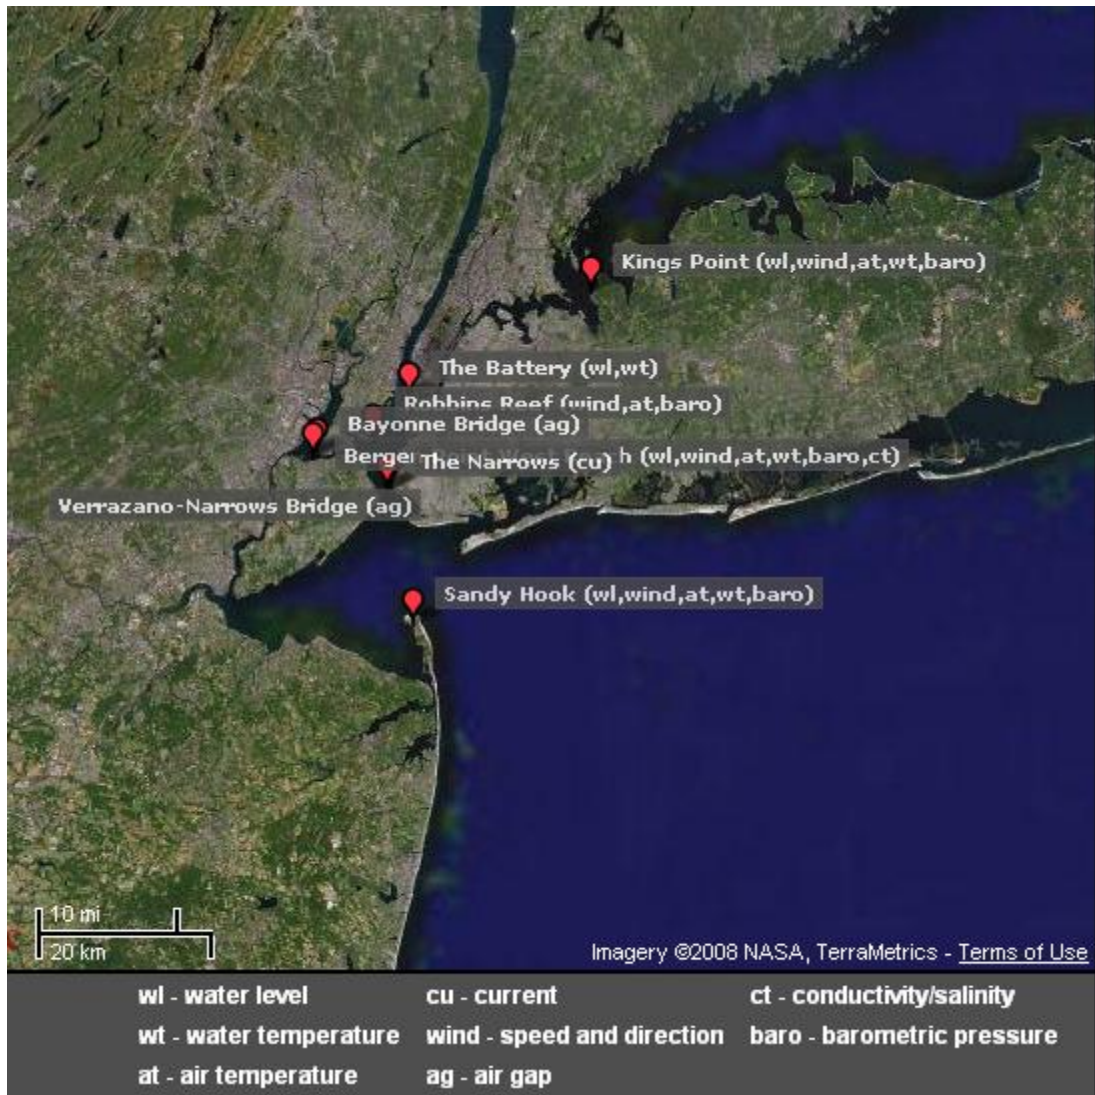 Kings Point (wl,wind,at,wt,baro)
The Battery (wl,wt)
Robbins Reef (wind,at,baro)
Bayonne Bridge (ag)
Bergen h (wl,wind,at,wt,baro,ct)
The Narrows (cu)
Verrazano-Narrows Bridge (ag)
Sandy Hook (wl,wind,at,wt,baro)
10 mi
20 km
Imagery ©2008 NASA, TerraMetrics - Terms of Use
wl - water level cu - current ct - conductivity/salinity
wt - water temperature wind - speed and direction baro - barometric pressure
at - air temperature ag - air gap